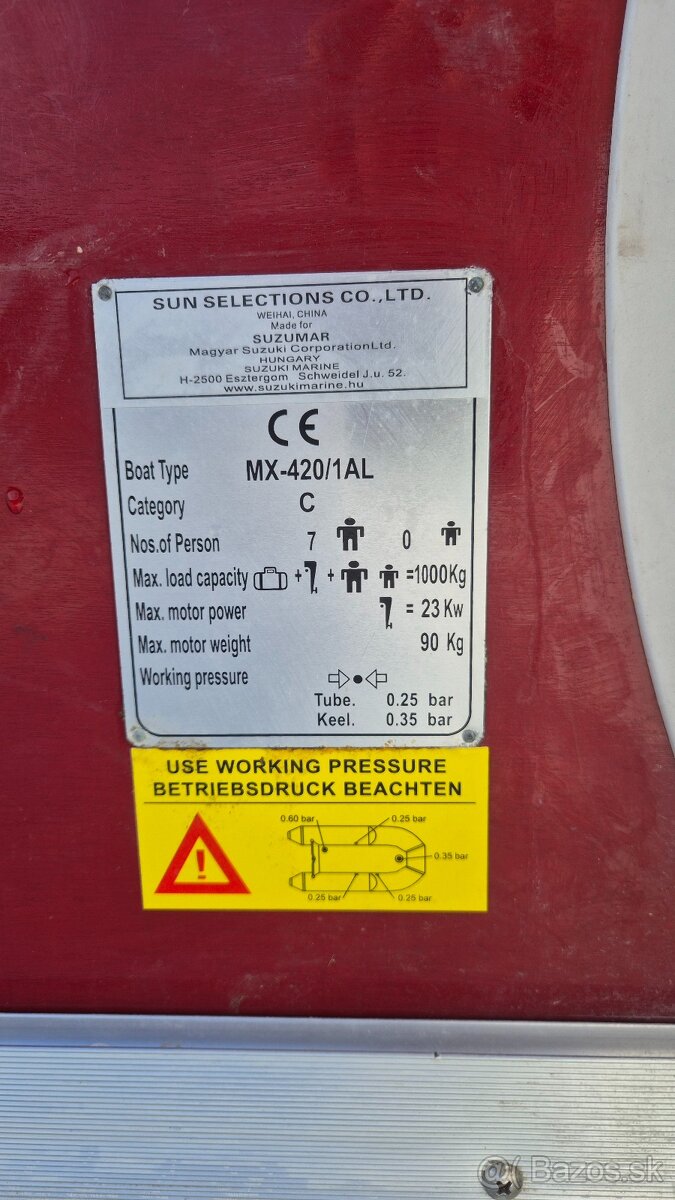 SUN SELECTIONS CO.,LTD.
WEIHAI, CHINA
Made for
SUZUMAR
Magyar Suzuki CorporationLtd.
HUNGARY
SUZUKI MARINE
H-2500 Esztergom Schweidel J.u. 52.
www.suzukimarine.hu
CE
Boat Type MX-420/1AL
Category C
Nos.of Person 7 0
Max. load capacity + + =1000Kg
Max. motor power = 23 Kw
Max. motor weight 90 Kg
Working pressure
Tube. 0.25 bar
Keel. 0.35 bar
USE WORKING PRESSURE
BETRIEBSDRUCK BEACHTEN
0.60 bar 0.25 bar
0.35 bar
0.25 bar 0.25 bar
Bazos.sk